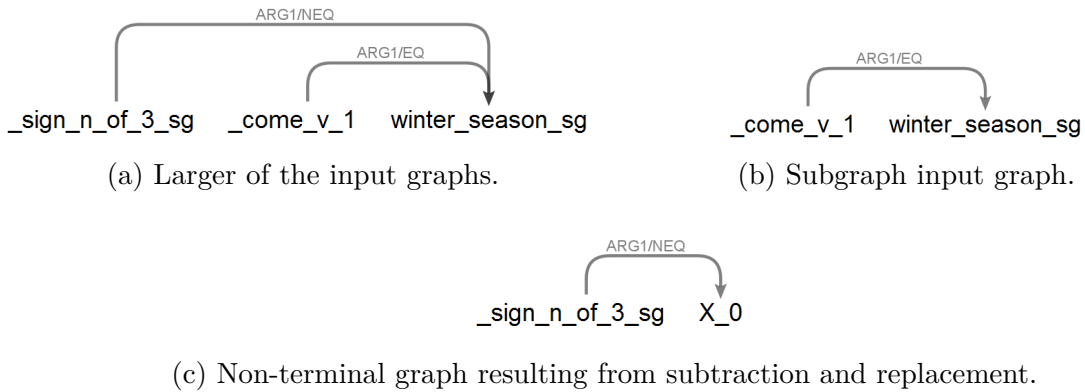 ARG1/NEQ
ARG1/EQ
_sign_n_of_3_sg _come_v_1 winter_season_sg
(a) Larger of the input graphs.
ARG1/EQ
_come_v_1 winter_season_sg
(b) Subgraph input graph.
ARG1/NEQ
_sign_n_of_3_sg X_0
(c) Non-terminal graph resulting from subtraction and replacement.